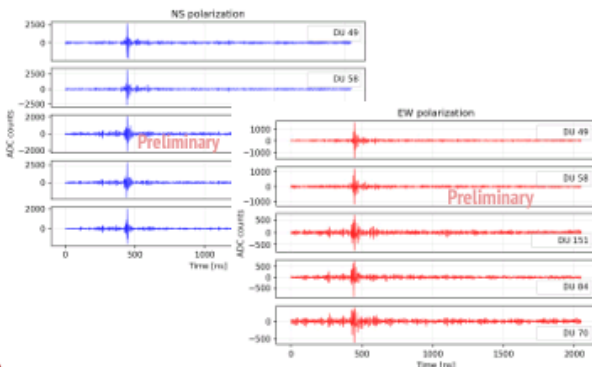 NS polarization
2500
0
DU 49
2500
0
−2500
DU 58
2000
0
−2000
Preliminary
2500
0
2000
0
ADC counts
0
500
1000
Time [ns]
EW polarization
1000
0
−1000
DU 49
1000
0
−1000
DU 58
Preliminary
500
0
−500
DU 151
500
0
−500
DU 84
0
−500
DU 70
ADC counts
0
500
1000
1500
2000
Time [ns]